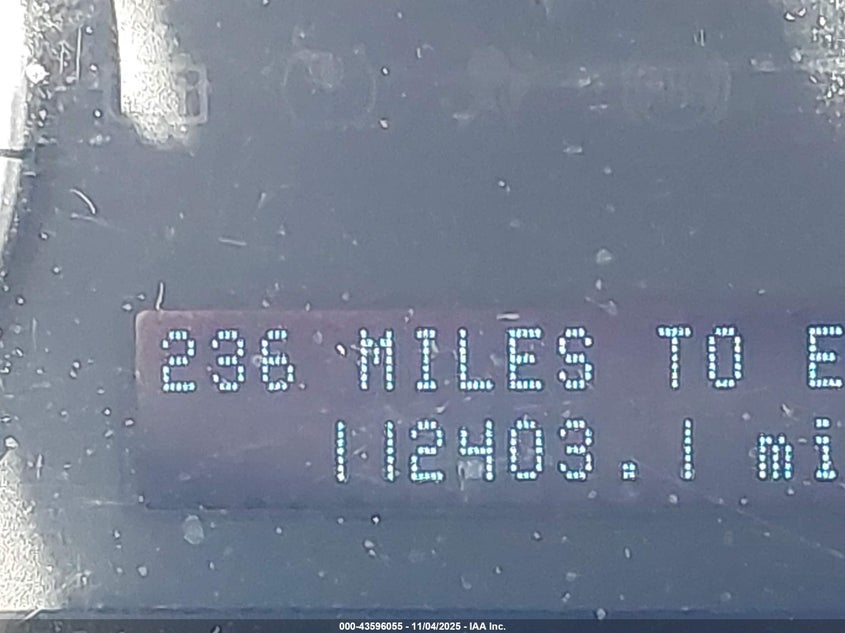 236 MILES TO E
112403.1 mi
000-43596055 - 11/04/2025 - IAA Inc.